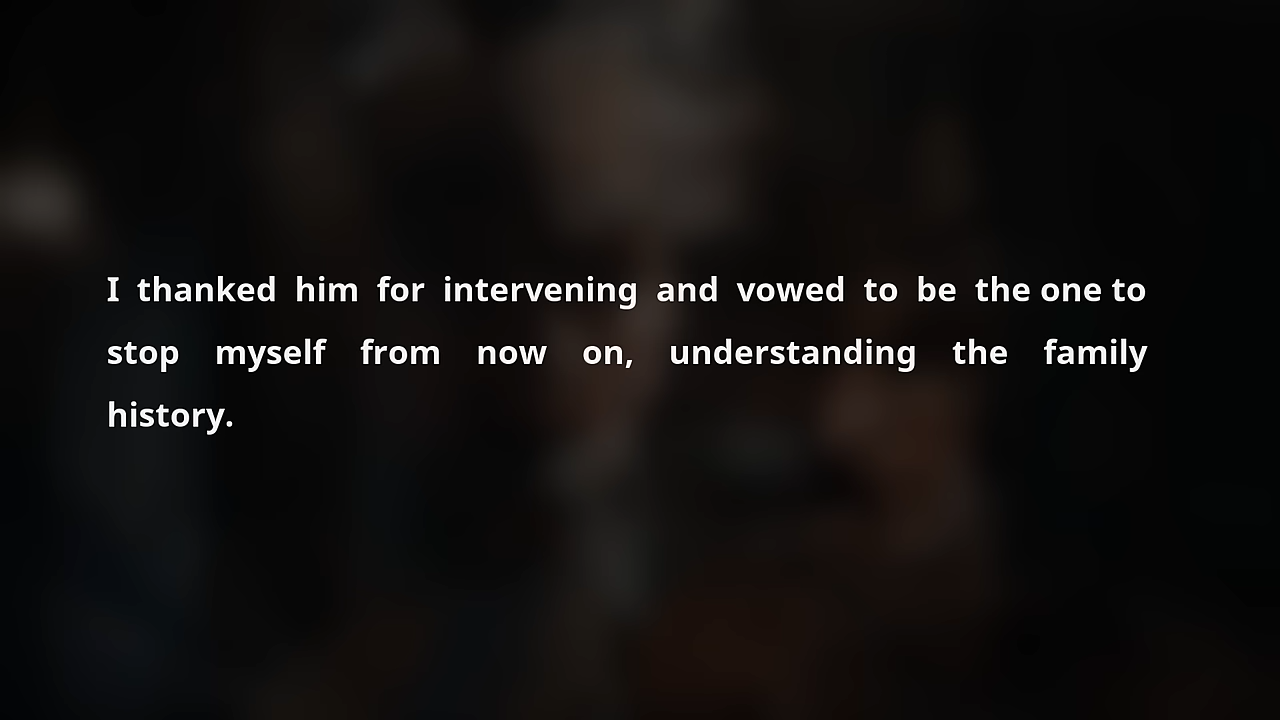 I thanked him for intervening and vowed to be the one to
stop myself from now on, understanding the family
history.